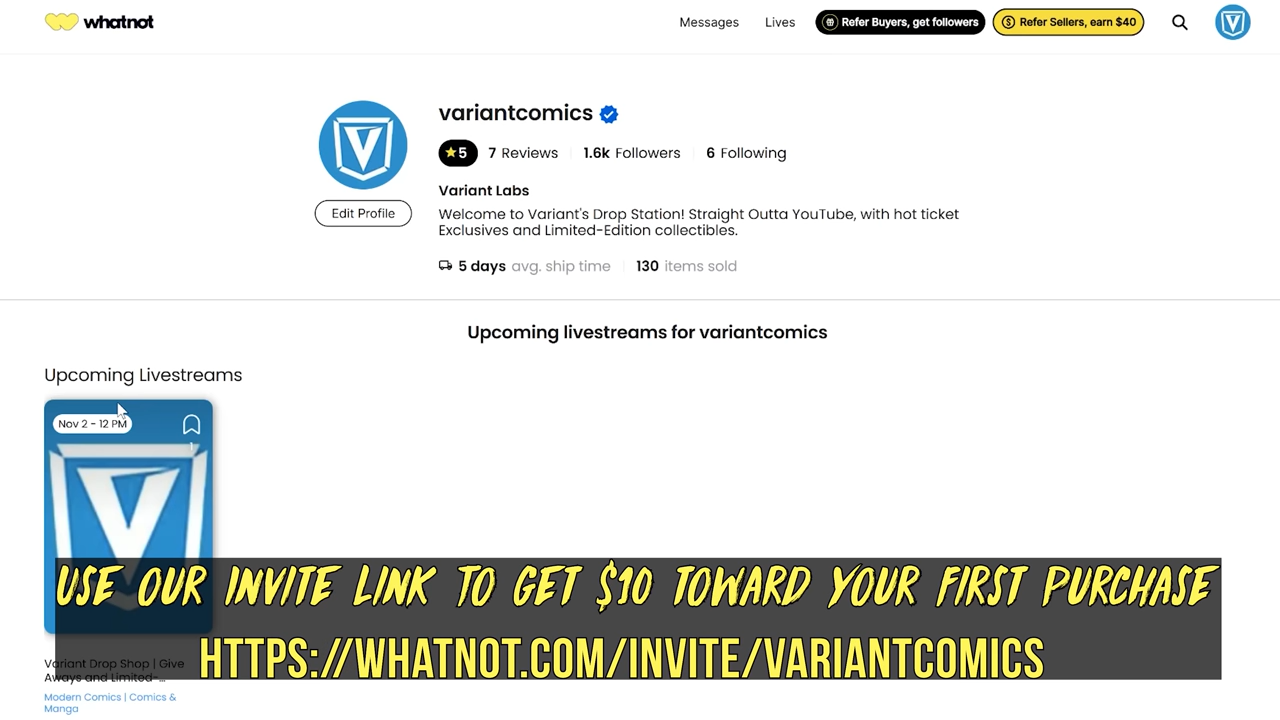 whatnot
Messages Lives Refer Buyers, get followers Refer Sellers, earn $40
variantcomics
5 7 Reviews 1.6k Followers 6 Following
Variant Labs
Edit Profile
Welcome to Variant's Drop Station! Straight Outta YouTube, with hot ticket
Exclusives and Limited-Edition collectibles.
5 days avg. ship time 130 items sold
Upcoming livestreams for variantcomics
Upcoming Livestreams
Nov 2 - 12 PM
1
USE OUR INVITE LINK TO GET $10 TOWARD YOUR FIRST PURCHASE
HTTPS://WHATNOT.COM/INVITE/VARIANTCOMICS
Variant Drop Shop | Give
Aways and Limited-...
Modern Comics | Comics &
Manga